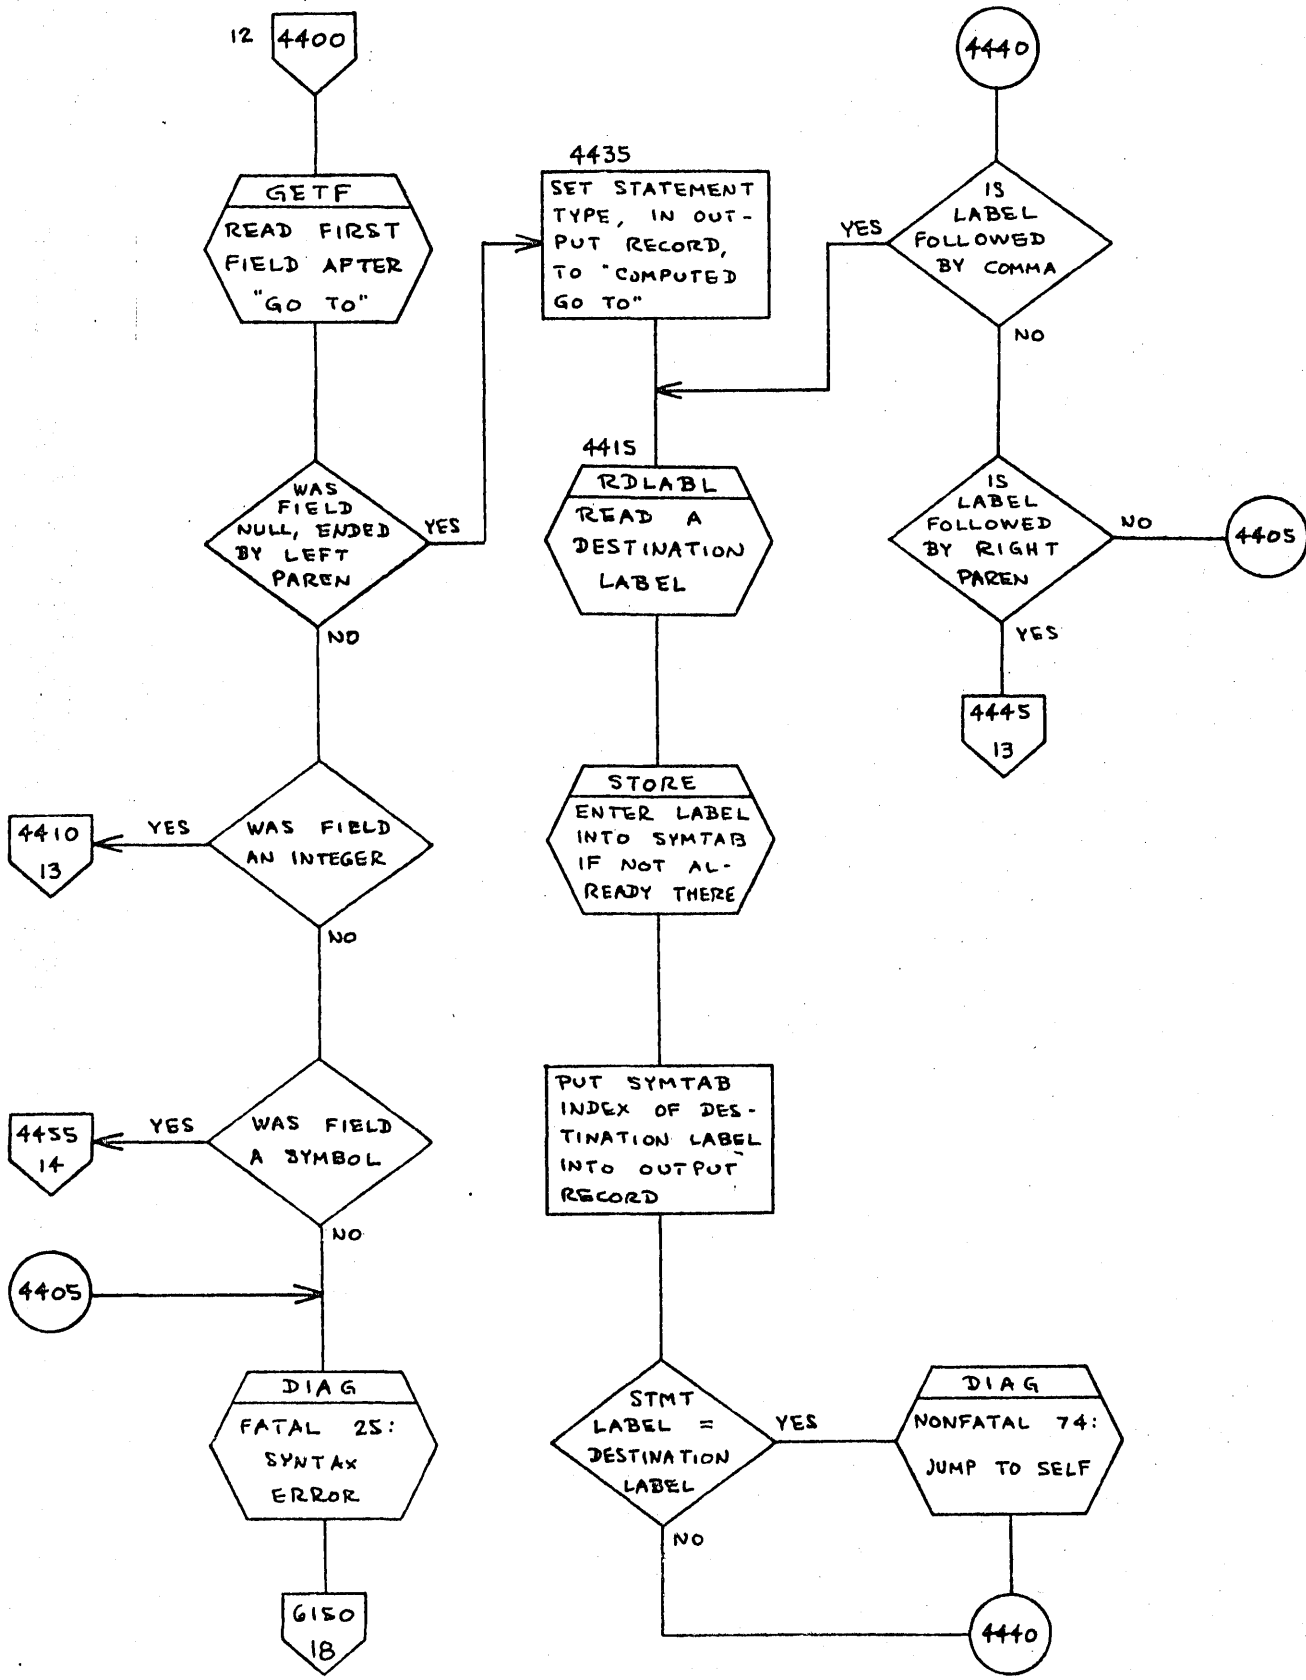 12 4400
GETF
READ FIRST
FIELD AFTER
"GO TO"
WAS
FIELD
NULL, ENDED
BY LEFT
PAREN
YES
NO
WAS FIELD
AN INTEGER
YES
4410
13
NO
WAS FIELD
A SYMBOL
YES
4455
14
NO
4405
DIAG
FATAL 25:
SYNTAX
ERROR
6150
18
4435
SET STATEMENT
TYPE, IN OUT-
PUT RECORD,
TO "COMPUTED
GO TO"
4415
RDLABL
READ A
DESTINATION
LABEL
STORE
ENTER LABEL
INTO SYMTAB
IF NOT AL-
READY THERE
PUT SYMTAB
INDEX OF DES-
TINATION LABEL
INTO OUTPUT
RECORD
STMT
LABEL =
DESTINATION
LABEL
YES
NO
DIAG
NONFATAL 74:
JUMP TO SELF
4440
4440
IS
LABEL
FOLLOWED
BY COMMA
YES
NO
IS
LABEL
FOLLOWED
BY RIGHT
PAREN
NO
4405
YES
4445
13